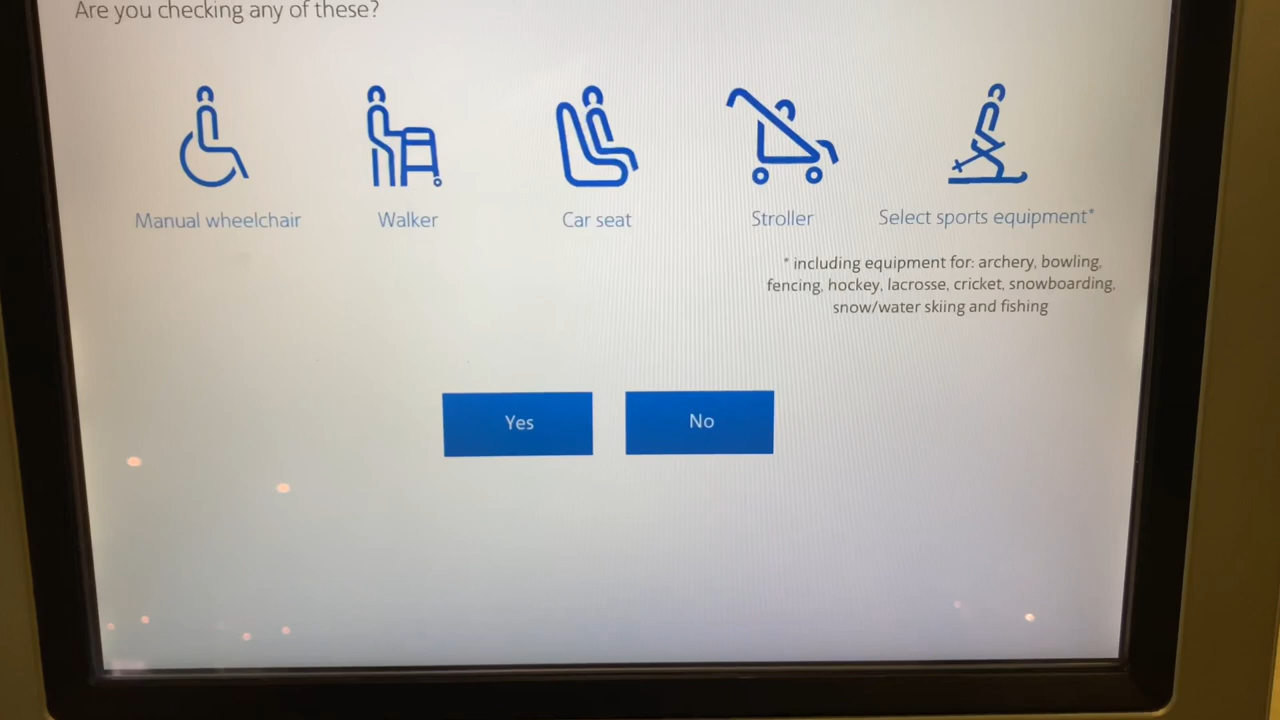 Are you checking any of these?
Manual wheelchair
Walker
Car seat
Stroller
Select sports equipment*
* including equipment for: archery, bowling,
fencing, hockey, lacrosse, cricket, snowboarding,
snow/water skiing and fishing
Yes
No